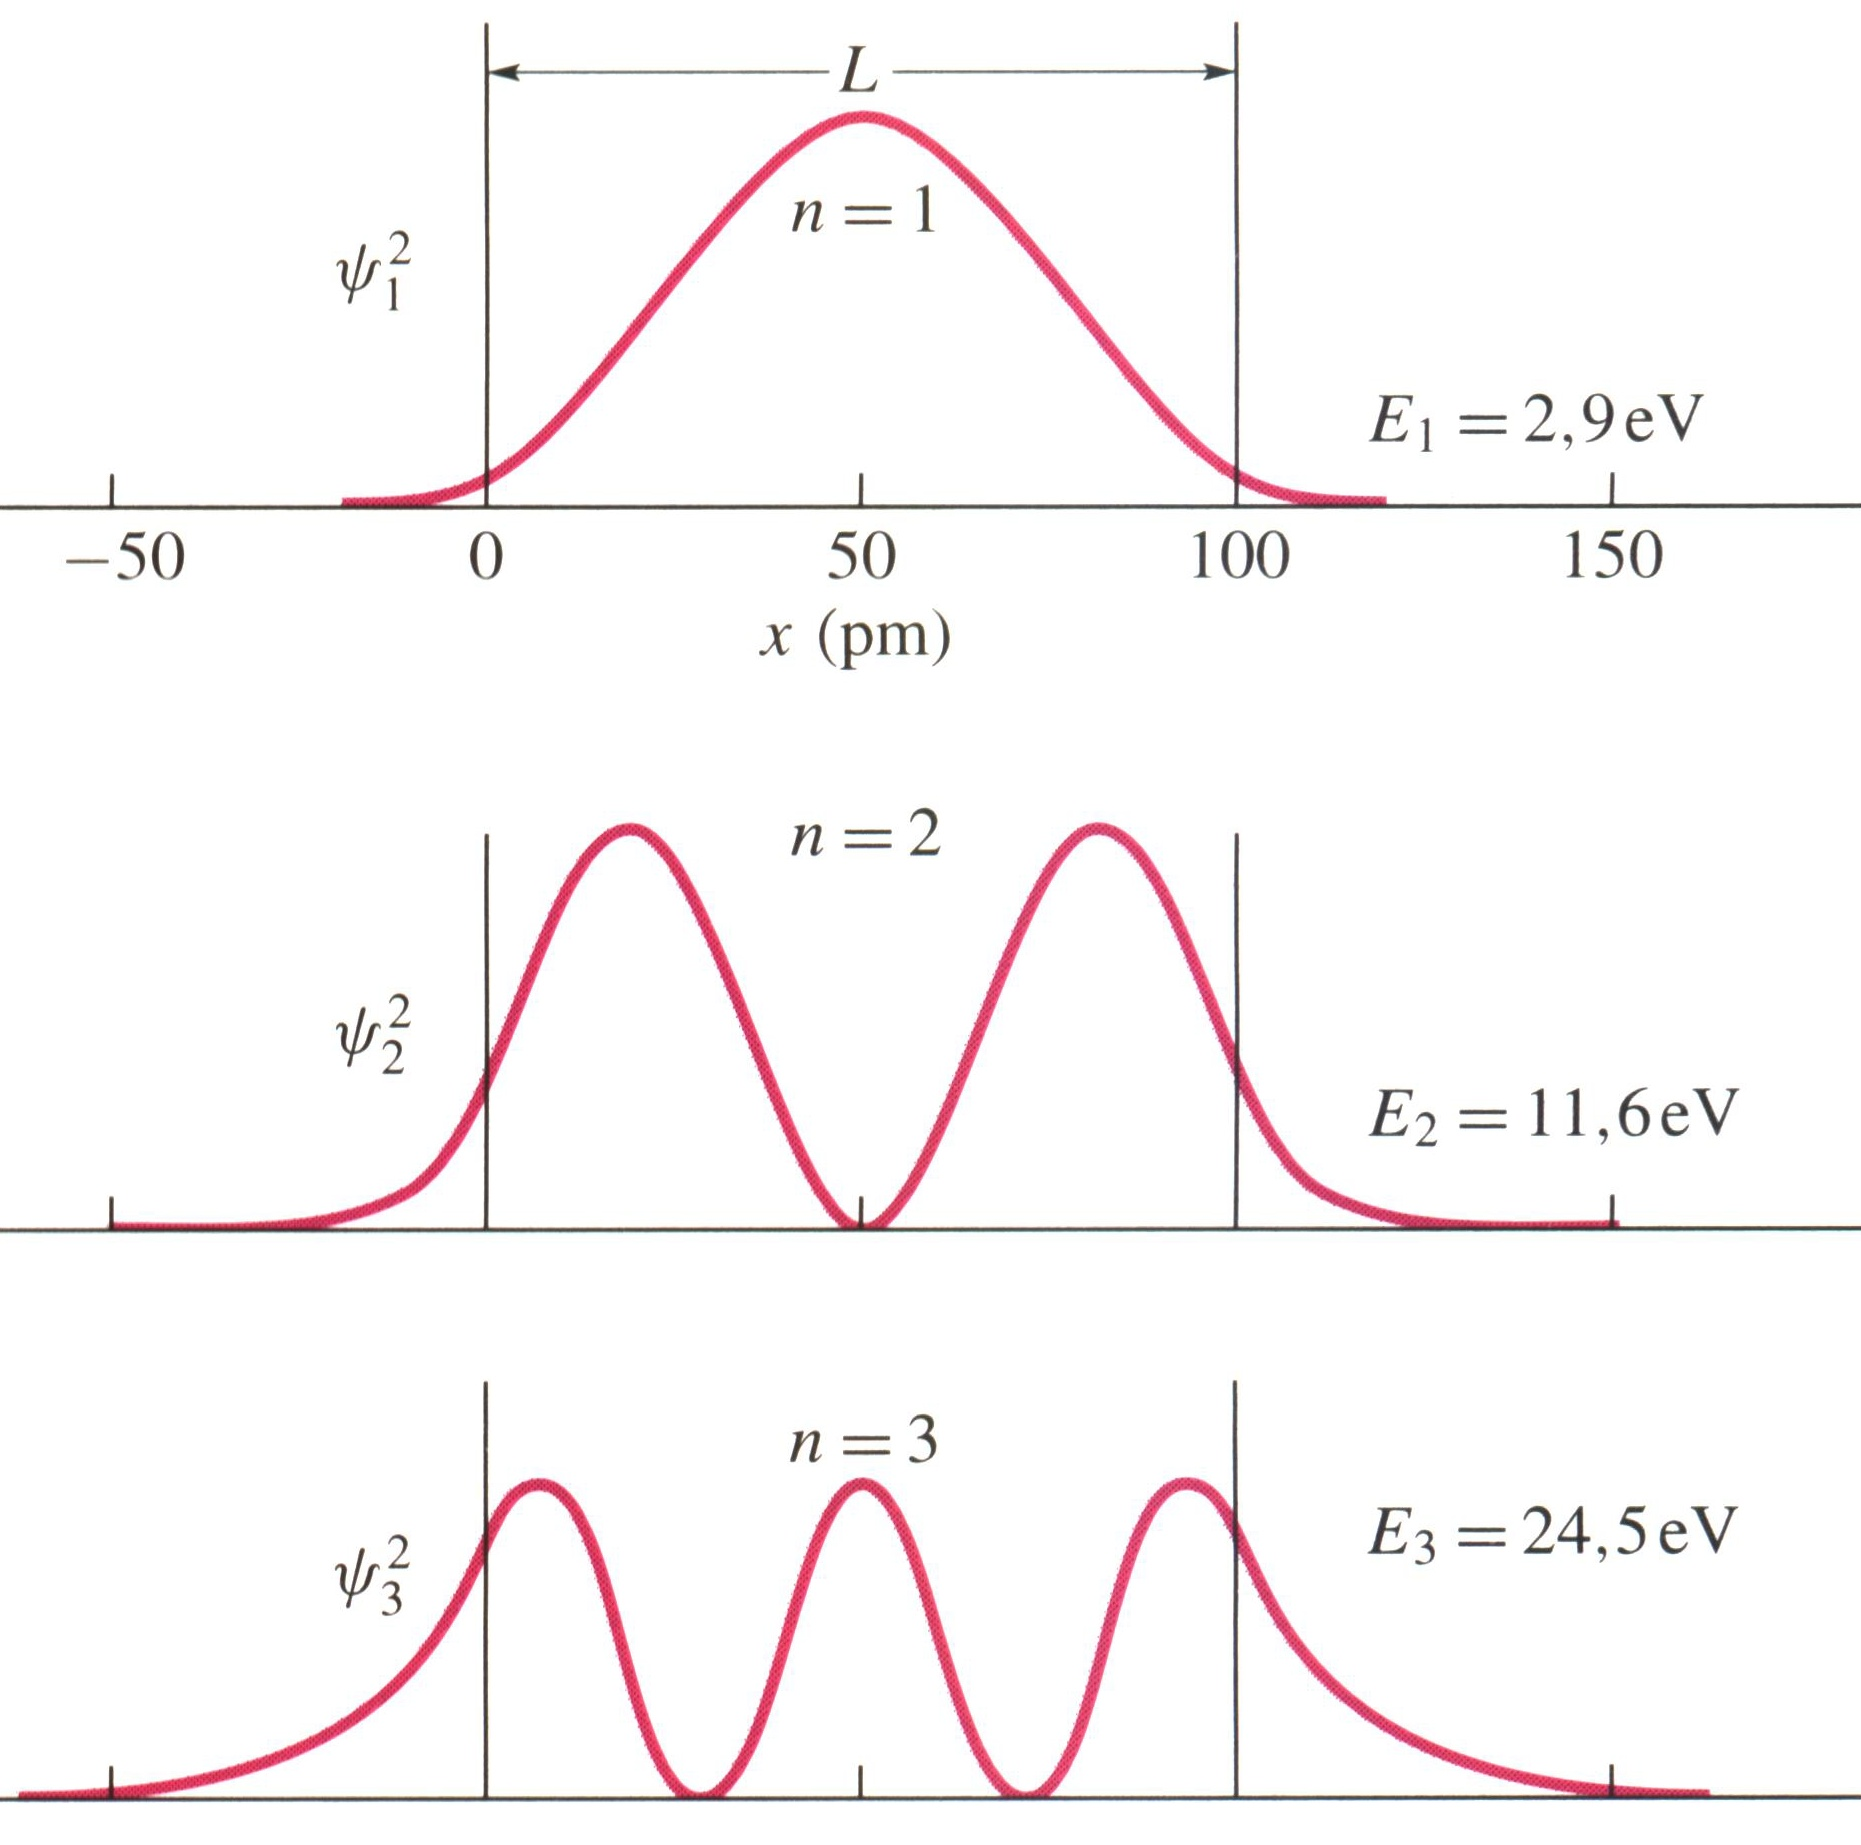 L
n = 1
ψ₁²
E₁ = 2,9 eV
−50 0 50 100 150
x (pm)
n = 2
ψ₂²
E₂ = 11,6 eV
n = 3
ψ₃²
E₃ = 24,5 eV